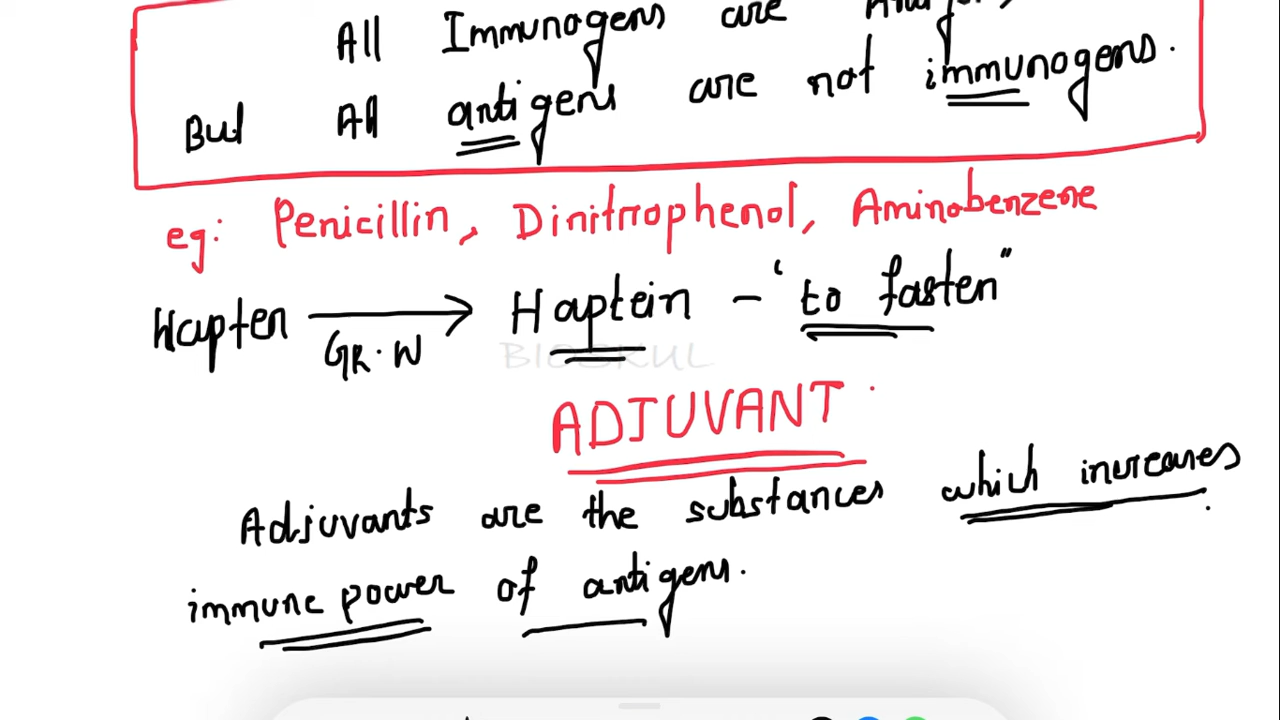 All Immunogens are
But All antigens are not immunogens.
eg: Penicillin, Dinitrophenol, Aminobenzene
Hapten GR.W Haptein - ‘to fasten”
BIOSKUL
ADJUVANT
Adjuvants are the substances which increases
immune power of antigens.